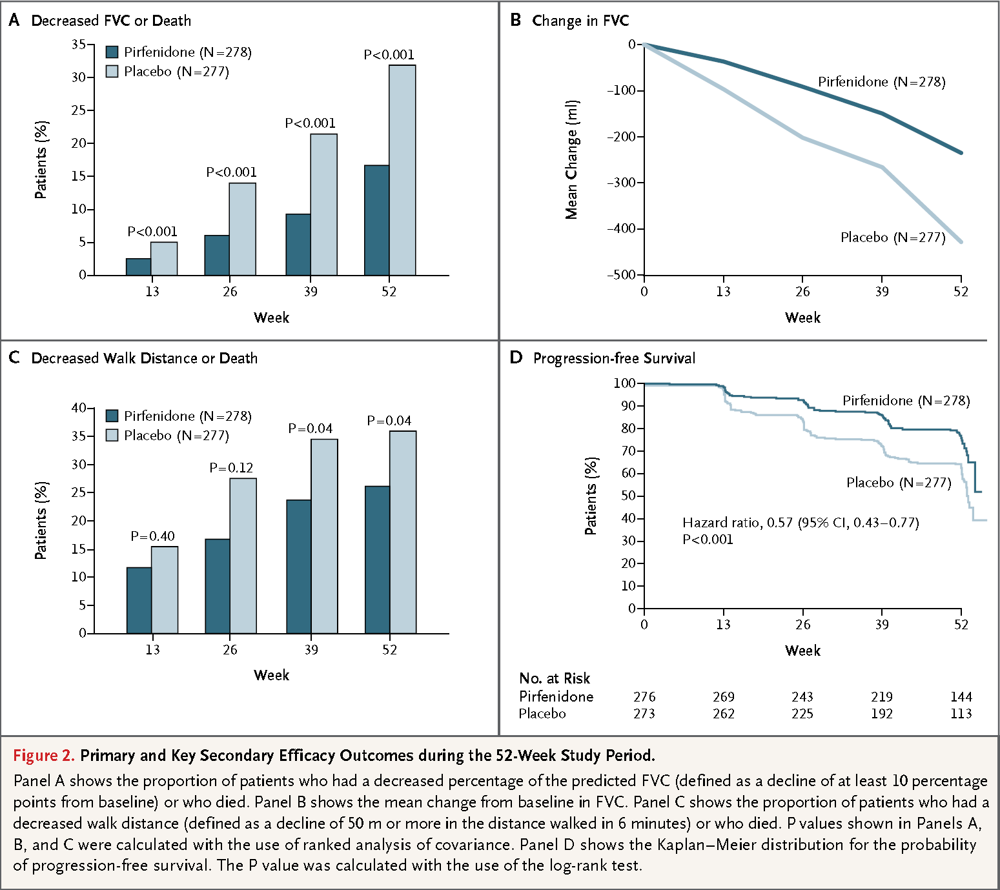 A Decreased FVC or Death
35
30
25
20
15
10
5
0
Patients (%)
Pirfenidone (N=278)
Placebo (N=277)
P<0.001
P<0.001
P<0.001
P<0.001
13 26 39 52
Week
B Change in FVC
0
–100
–200
–300
–400
–500
Mean Change (ml)
Pirfenidone (N=278)
Placebo (N=277)
0 13 26 39 52
Week
C Decreased Walk Distance or Death
40
35
30
25
20
15
10
5
0
Patients (%)
Pirfenidone (N=278)
Placebo (N=277)
P=0.40
P=0.12
P=0.04
P=0.04
13 26 39 52
Week
D Progression-free Survival
100
90
80
70
60
50
40
30
20
10
0
Patients (%)
Pirfenidone (N=278)
Placebo (N=277)
Hazard ratio, 0.57 (95% CI, 0.43–0.77)
P<0.001
0 13 26 39 52
Week
No. at Risk
Pirfenidone 276 269 243 219 144
Placebo 273 262 225 192 113
Figure 2. Primary and Key Secondary Efficacy Outcomes during the 52-Week Study Period.
Panel A shows the proportion of patients who had a decreased percentage of the predicted FVC (defined as a decline of at least 10 percentage
points from baseline) or who died. Panel B shows the mean change from baseline in FVC. Panel C shows the proportion of patients who had a
decreased walk distance (defined as a decline of 50 m or more in the distance walked in 6 minutes) or who died. P values shown in Panels A,
B, and C were calculated with the use of ranked analysis of covariance. Panel D shows the Kaplan–Meier distribution for the probability
of progression-free survival. The P value was calculated with the use of the log-rank test.